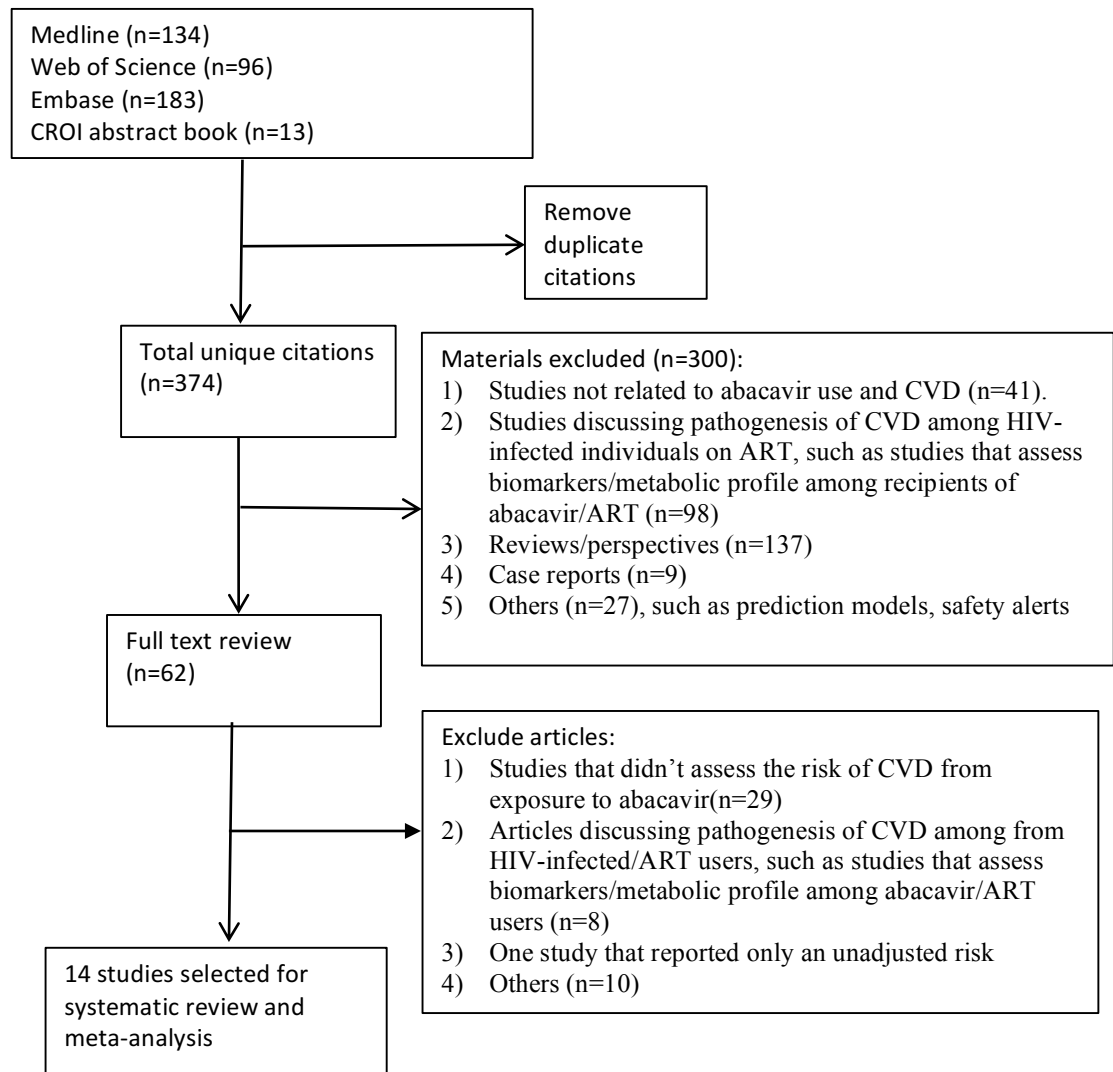 Medline (n=134)
Web of Science (n=96)
Embase (n=183)
CROI abstract book (n=13)
Remove
duplicate
citations
Total unique citations
(n=374)
Materials excluded (n=300):
1) Studies not related to abacavir use and CVD (n=41).
2) Studies discussing pathogenesis of CVD among HIV-
infected individuals on ART, such as studies that assess
biomarkers/metabolic profile among recipients of
abacavir/ART (n=98)
3) Reviews/perspectives (n=137)
4) Case reports (n=9)
5) Others (n=27), such as prediction models, safety alerts
Full text review
(n=62)
Exclude articles:
1) Studies that didn’t assess the risk of CVD from
exposure to abacavir(n=29)
2) Articles discussing pathogenesis of CVD among from
HIV-infected/ART users, such as studies that assess
biomarkers/metabolic profile among abacavir/ART
users (n=8)
3) One study that reported only an unadjusted risk
4) Others (n=10)
14 studies selected for
systematic review and
meta-analysis